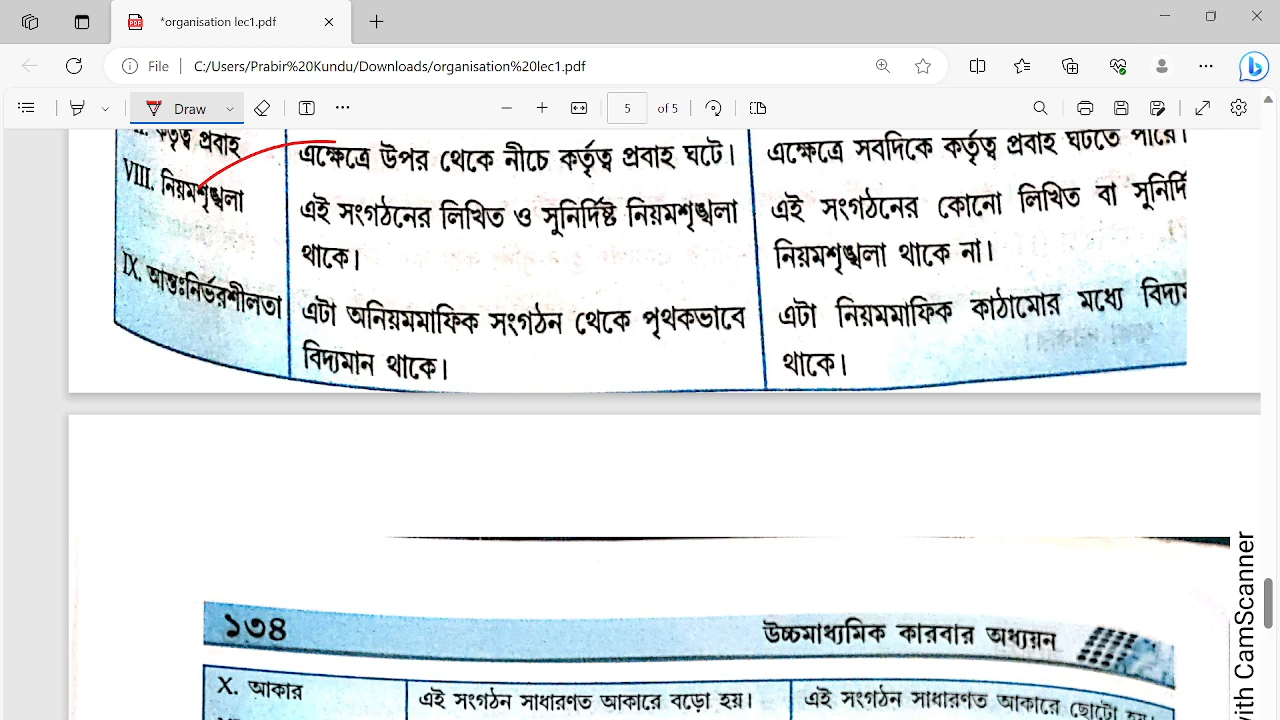 *organisation lec1.pdf
File | C:/Users/Prabir%20Kundu/Downloads/organisation%20lec1.pdf
Draw 5 of 5
কর্তৃত্ব প্রবাহ
এক্ষেত্রে উপর থেকে নীচে কর্তৃত্ব প্রবাহ ঘটে।
এক্ষেত্রে সবদিকে কর্তৃত্ব প্রবাহ ঘটতে পারে।
VIII. নিয়মশৃঙ্খলা
এই সংগঠনের লিখিত ও সুনির্দিষ্ট নিয়মশৃঙ্খলা
থাকে।
এই সংগঠনের কোনো লিখিত বা সুনির্দি
নিয়মশৃঙ্খলা থাকে না।
IX. আন্তঃনির্ভরশীলতা
এটা অনিয়মমাফিক সংগঠন থেকে পৃথকভাবে
বিদ্যমান থাকে।
এটা নিয়মমাফিক কাঠামোর মধ্যে বিদ্য
থাকে।
১৩৪
উচ্চমাধ্যমিক কারবার অধ্যয়ন
X. আকার
এই সংগঠন সাধারণত আকারে বড়ো হয়।
এই সংগঠন সাধারণত আকারে ছোটো হয়।
with CamScanner